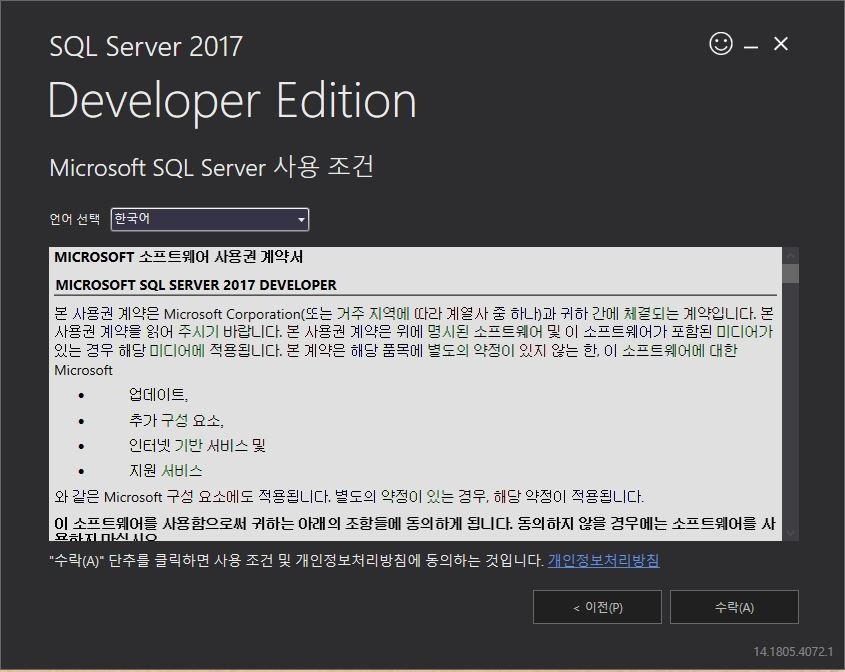 SQL Server 2017
Developer Edition
Microsoft SQL Server 사용 조건
언어 선택 한국어
MICROSOFT 소프트웨어 사용권 계약서
MICROSOFT SQL SERVER 2017 DEVELOPER
본 사용권 계약은 Microsoft Corporation(또는 거주 지역에 따라 계열사 중 하나)과 귀하 간에 체결되는 계약입니다. 본
사용권 계약을 읽어 주시기 바랍니다. 본 사용권 계약은 위에 명시된 소프트웨어 및 이 소프트웨어가 포함된 미디어가
있는 경우 해당 미디어에 적용됩니다. 본 계약은 해당 품목에 별도의 약정이 있지 않는 한, 이 소프트웨어에 대한
Microsoft
• 업데이트,
• 추가 구성 요소,
• 인터넷 기반 서비스 및
• 지원 서비스
와 같은 Microsoft 구성 요소에도 적용됩니다. 별도의 약정이 있는 경우, 해당 약정이 적용됩니다.
이 소프트웨어를 사용함으로써 귀하는 아래의 조항들에 동의하게 됩니다. 동의하지 않을 경우에는 소프트웨어를 사
용하지 마십시오
"수락(A)" 단추를 클릭하면 사용 조건 및 개인정보처리방침에 동의하는 것입니다. 개인정보처리방침
< 이전(P) 수락(A)
14.1805.4072.1